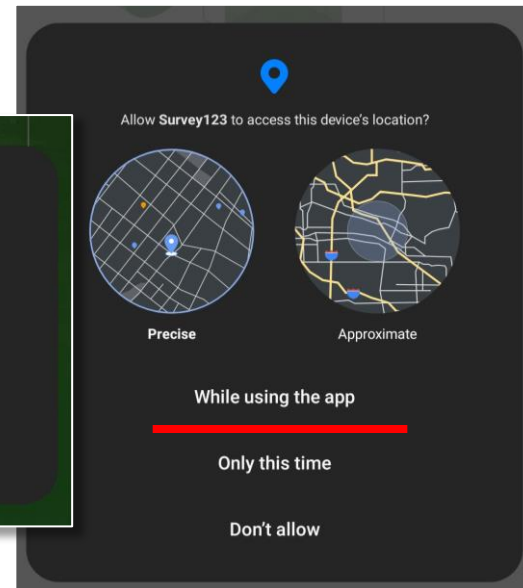 Allow Survey123 to access this device’s location?
Precise
Approximate
While using the app
Only this time
Don’t allow